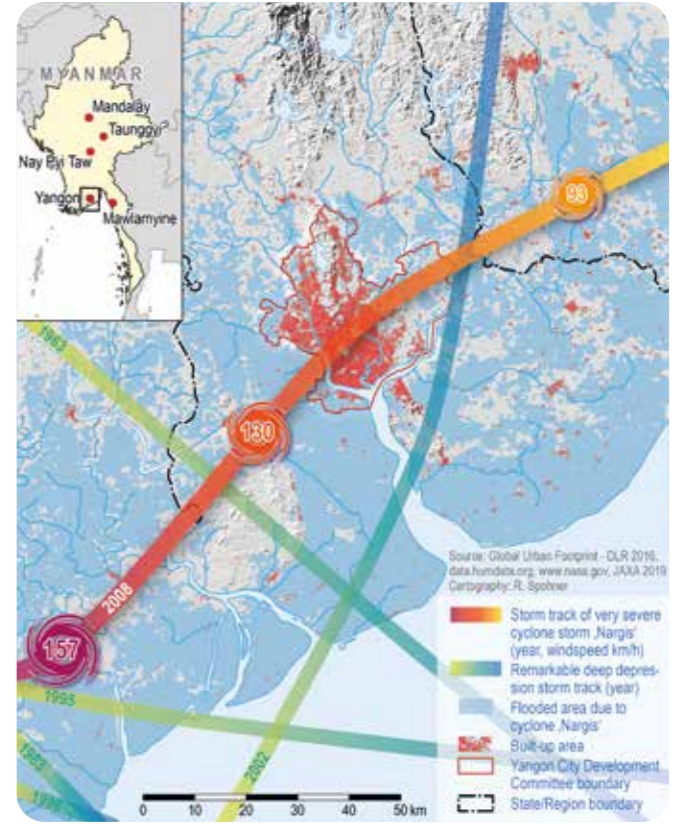 MYANMAR
Mandalay
Taunggyi
Nay Pyi Taw
Yangon
Mawlamyine
93
1963
130
2008
157
1995
2002
Source: Global Urban Footprint - DLR 2016,
data.humdata.org, www.nasa.gov, JAXA 2019
Cartography: R. Spohner
Storm track of very severe
cyclone storm ‚Nargis'
(year, windspeed km/h)
Remarkable deep depres-
sion storm track (year)
Flooded area due to
cyclone ‚Nargis'
Built-up area
Yangon City Development
Committee boundary
State/Region boundary
0 10 20 30 40 50 km